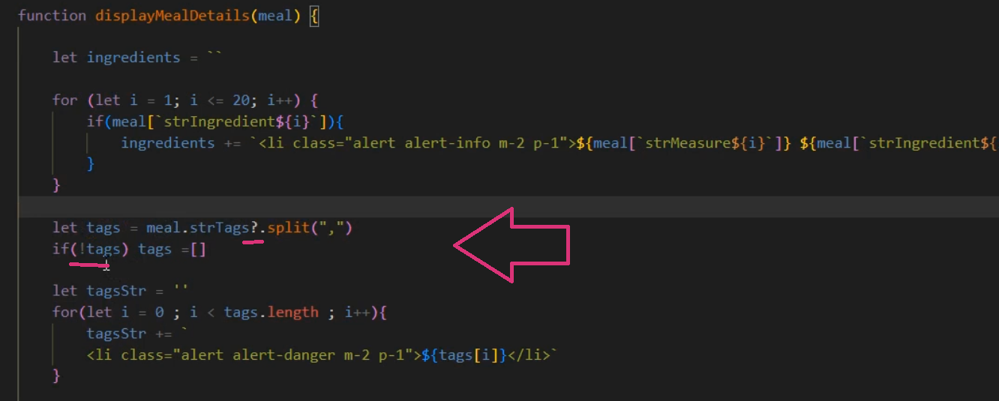 function displayMealDetails(meal) {
let ingredients = ``
for (let i = 1; i <= 20; i++) {
if(meal[`strIngredient${i}`]){
ingredients += `<li class="alert alert-info m-2 p-1">${meal[`strMeasure${i}`]} ${meal[`strIngredient${
}
}
let tags = meal.strTags?.split(",")
if(!tags) tags =[]
let tagsStr = ''
for(let i = 0 ; i < tags.length ; i++){
tagsStr += `
<li class="alert alert-danger m-2 p-1">${tags[i]}</li>`
}